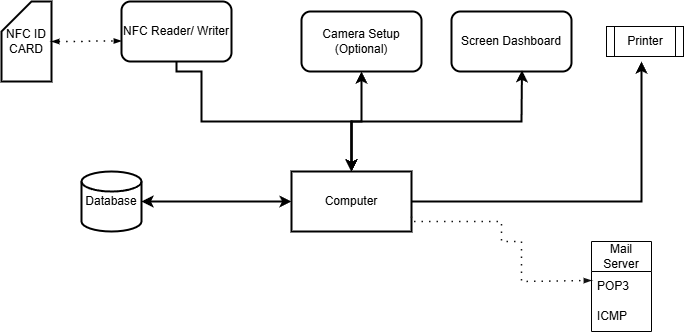 NFC ID
CARD
NFC Reader/ Writer
Camera Setup
(Optional)
Screen Dashboard
Printer
Database
Computer
Mail
Server
POP3
ICMP